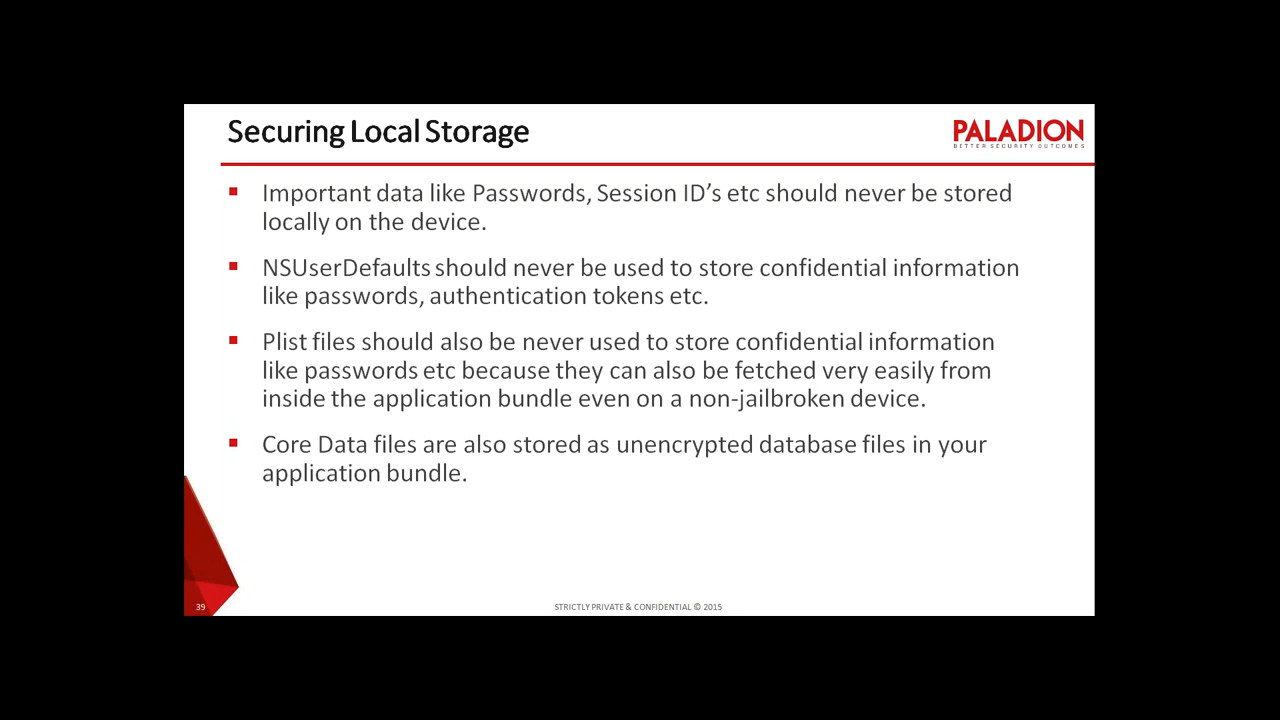 Securing Local Storage
PALADION
BETTER SECURITY OUTCOMES
Important data like Passwords, Session ID’s etc should never be stored
locally on the device.
NSUserDefaults should never be used to store confidential information
like passwords, authentication tokens etc.
Plist files should also be never used to store confidential information
like passwords etc because they can also be fetched very easily from
inside the application bundle even on a non-jailbroken device.
Core Data files are also stored as unencrypted database files in your
application bundle.
39
STRICTLY PRIVATE & CONFIDENTIAL © 2015